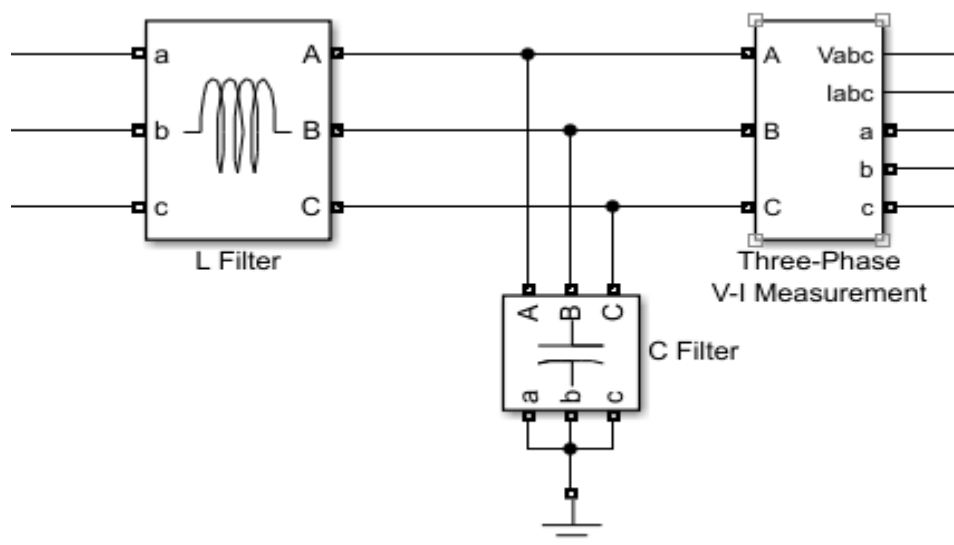 a
A
b
B
c
C
L Filter
A
Vabc
Iabc
B
a
b
C
c
Three-Phase
V-I Measurement
A B C
a b c
C Filter